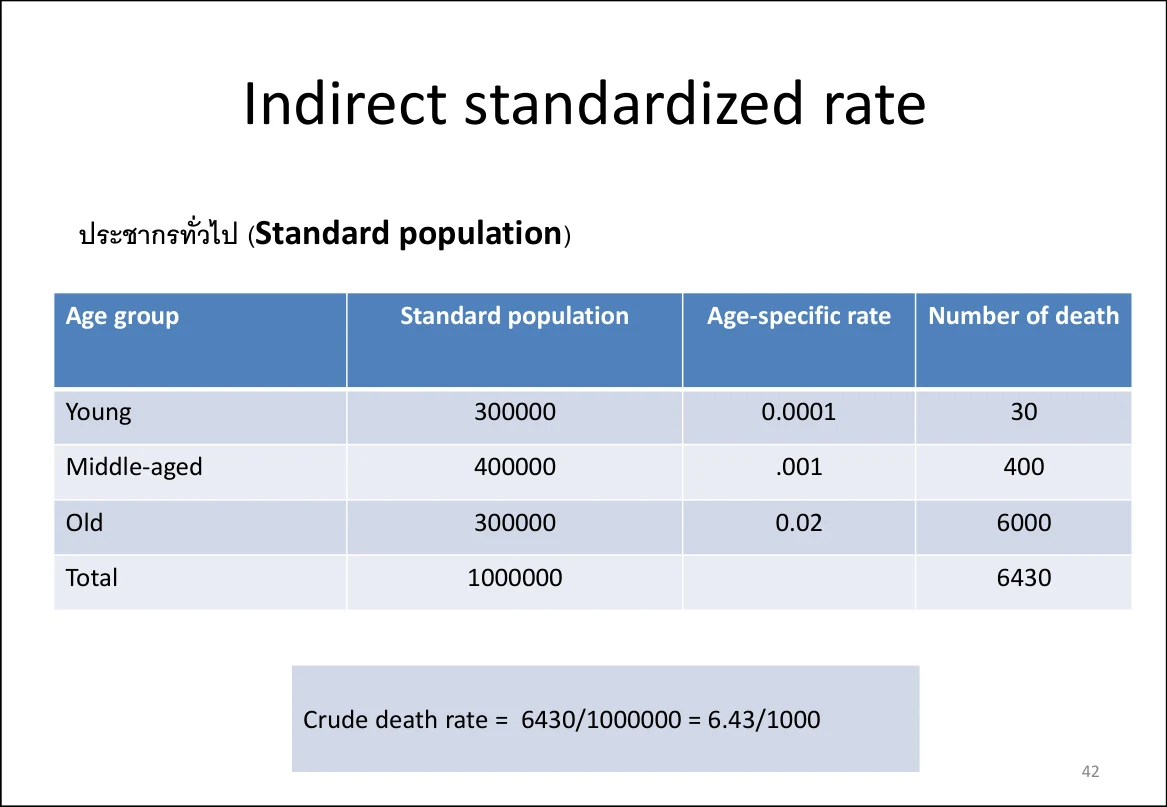 Indirect standardized rate
ประชากรทั่วไป (Standard population)
Age group Standard population Age-specific rate Number of death
Young 300000 0.0001 30
Middle-aged 400000 .001 400
Old 300000 0.02 6000
Total 1000000 6430
Crude death rate = 6430/1000000 = 6.43/1000
42